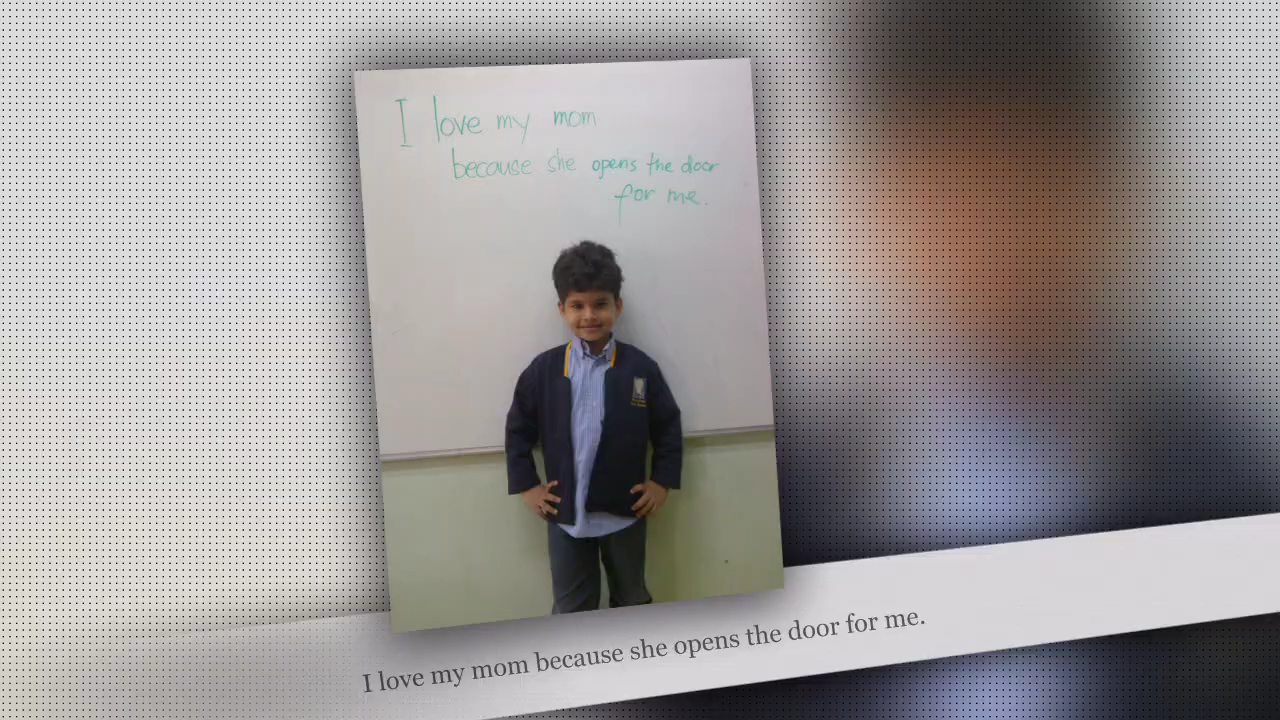 I love my mom
because she opens the door
for me.
I love my mom because she opens the door for me.